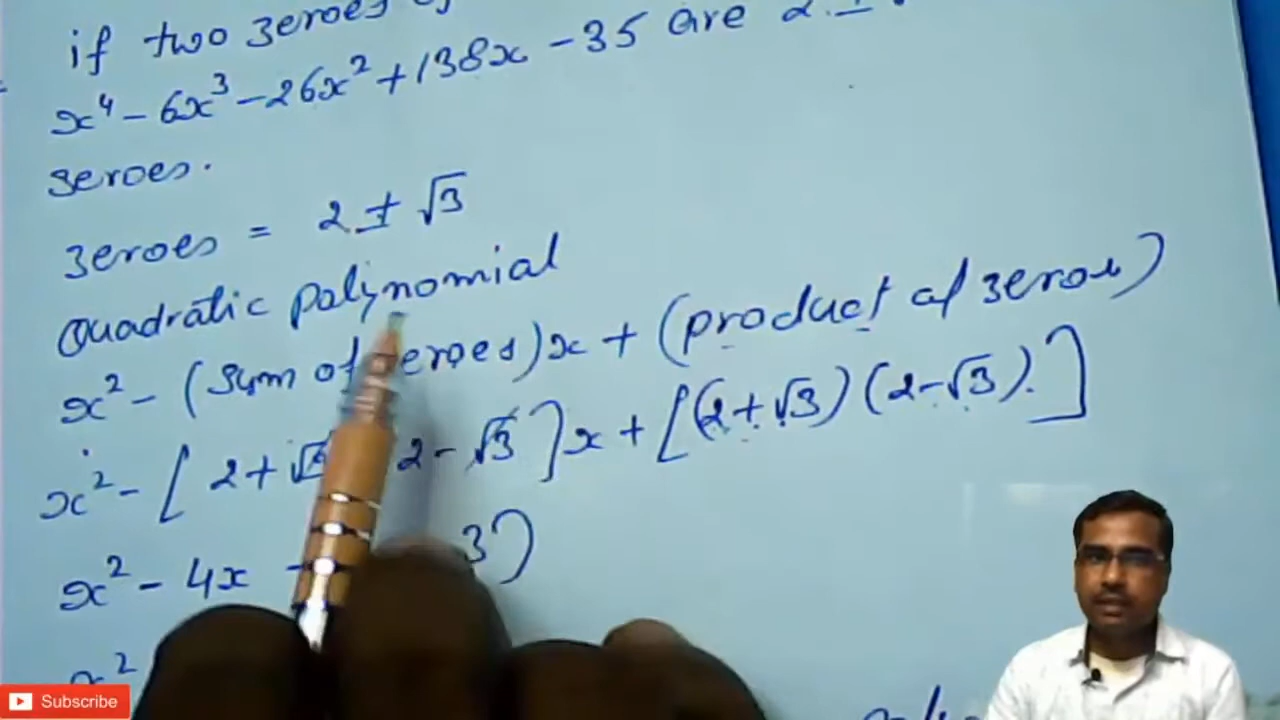 if two zeroes
x⁴ - 6x³ - 26x² + 138x - 35 are 2 ±
zeroes.
zeroes = 2 ± √3
Quadratic polynomial
x² - (sum of zeroes)x + (product of zeroes)
x² - [2 + √3 2 - √3]x + [(2 + √3)(2 - √3)]
x² - 4x 3)
x²
Subscribe